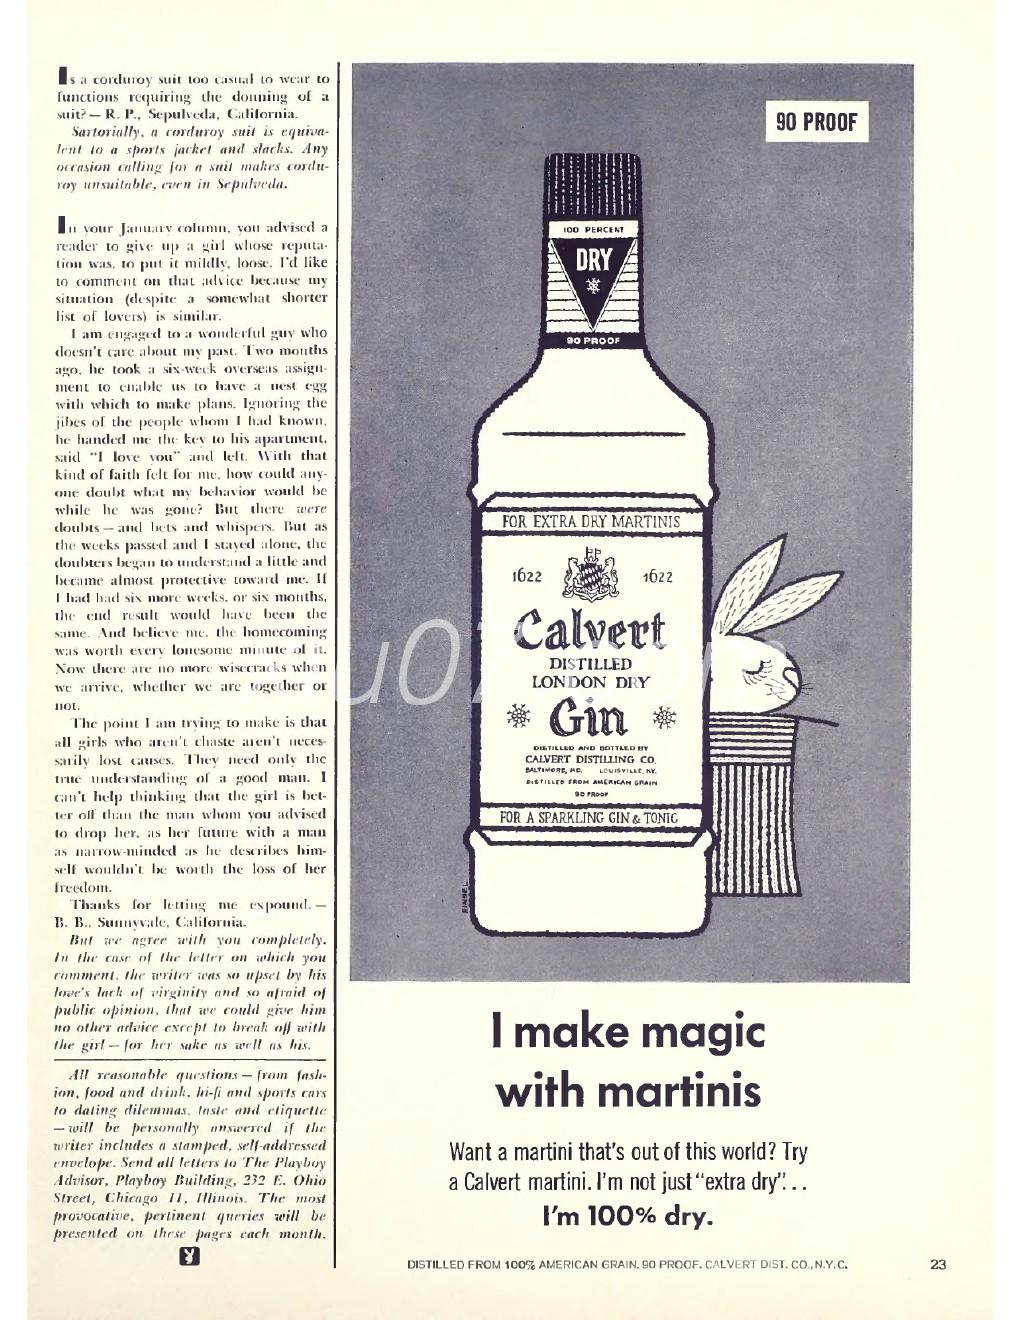 Is a corduroy suit too casual to wear to
functions requiring the donning of a
suit? — R. P., Sepulveda, California.
Sartorially, a corduroy suit is equiva-
lent to a sports jacket and slacks. Any
occasion calling for a suit makes cordu-
roy unsuitable, even in Sepulveda.
In your January column, you advised a
reader to give up a girl whose reputa-
tion was, to put it mildly, loose. I'd like
to comment on that advice because my
situation (despite a somewhat shorter
list of lovers) is similar.
I am engaged to a wonderful guy who
doesn't care about my past. Two months
ago, he took a six-week overseas assign-
ment to enable us to have a nest egg
with which to make plans. Ignoring the
jibes of the people whom I had known,
he handed me the key to his apartment,
said "I love you" and left. With that
kind of faith felt for me, how could any-
one doubt what my behavior would be
while he was gone? But there were
doubts — and bets and whispers. But as
the weeks passed and I stayed alone, the
doubters began to understand a little and
became almost protective toward me. If
I had had six more weeks, or six months,
the end result would have been the
same. And believe me, the homecoming
was worth every lonesome minute of it.
Now there are no more wisecracks when
we arrive, whether we are together or
not.
The point I am trying to make is that
all girls who aren't chaste aren't neces-
sarily lost causes. They need only the
true understanding of a good man. I
can't help thinking that the girl is bet-
ter off than the man whom you advised
to drop her, as her future with a man
as narrow-minded as he describes him-
self wouldn't be worth the loss of her
freedom.
Thanks for letting me expound. —
B. B., Sunnyvale, California.
But we agree with you completely.
In the case of the letter on which you
comment, the writer was so upset by his
love's lack of virginity and so afraid of
public opinion, that we could give him
no other advice except to break off with
the girl — for her sake as well as his.
All reasonable questions — from fash-
ion, food and drink, hi-fi and sports cars
to dating dilemmas, taste and etiquette
— will be personally answered if the
writer includes a stamped, self-addressed
envelope. Send all letters to The Playboy
Advisor, Playboy Building, 232 E. Ohio
Street, Chicago 11, Illinois. The most
provocative, pertinent queries will be
presented on these pages each month.
90 PROOF
100 PERCENT
DRY
90 PROOF
FOR EXTRA DRY MARTINIS
1622 1622
Calvert
DISTILLED
LONDON DRY
Gin
DISTILLED AND BOTTLED BY
CALVERT DISTILLING CO.
BALTIMORE, MD. LOUISVILLE, KY.
DISTILLED FROM AMERICAN GRAIN
90 PROOF
FOR A SPARKLING GIN & TONIC
I make magic
with martinis
Want a martini that's out of this world? Try
a Calvert martini. I'm not just "extra dry"...
I'm 100% dry.
DISTILLED FROM 100% AMERICAN GRAIN. 90 PROOF. CALVERT DIST. CO., N.Y.C.
23